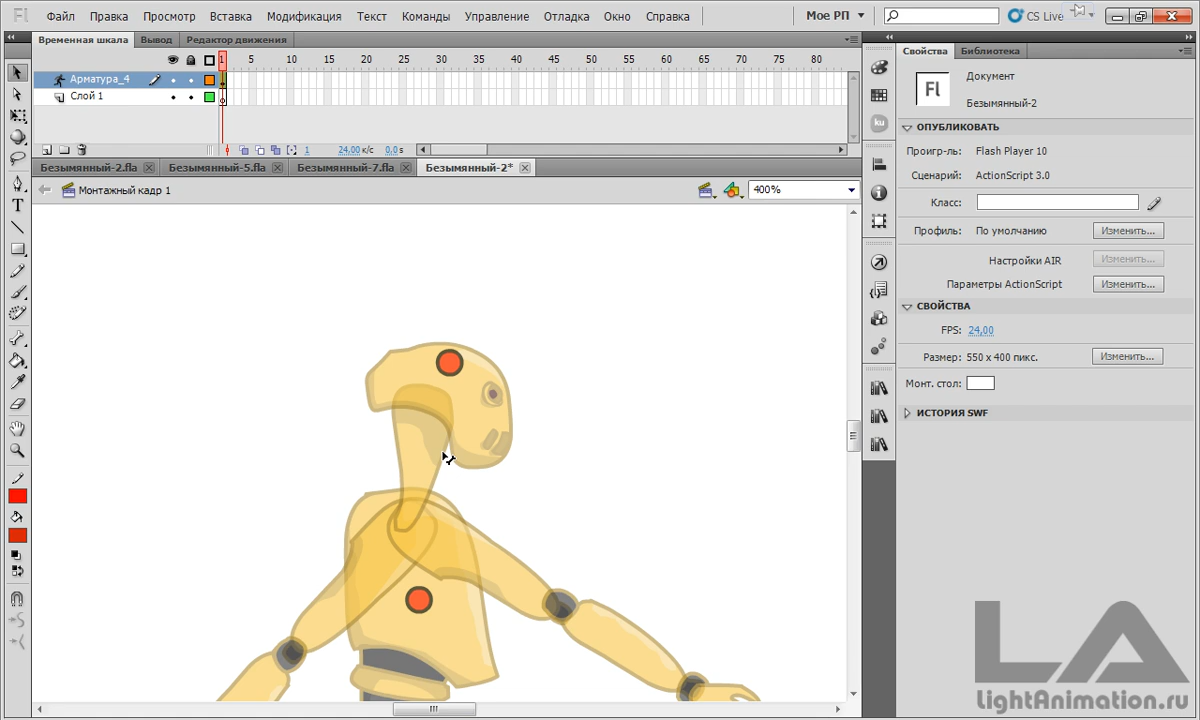 Fl Файл Правка Просмотр Вставка Модификация Текст Команды Управление Отладка Окно Справка Мое РП CS Live
Временная шкала Вывод Редактор движения
1 5 10 15 20 25 30 35 40 45 50 55 60 65 70 75 80
Арматура_4
Слой 1
1 24,00 к/с 0,0 s
Безымянный-2.fla Безымянный-5.fla Безымянный-7.fla Безымянный-2*
Монтажный кадр 1 400%
Свойства Библиотека
Fl
Документ
Безымянный-2
ОПУБЛИКОВАТЬ
Проигр-ль: Flash Player 10
Сценарий: ActionScript 3.0
Класс:
Профиль: По умолчанию Изменить...
Настройки AIR Изменить...
Параметры ActionScript Изменить...
СВОЙСТВА
FPS: 24,00
Размер: 550 x 400 пикс. Изменить...
Монт. стол:
ИСТОРИЯ SWF
ku
T
LA
LightAnimation.ru